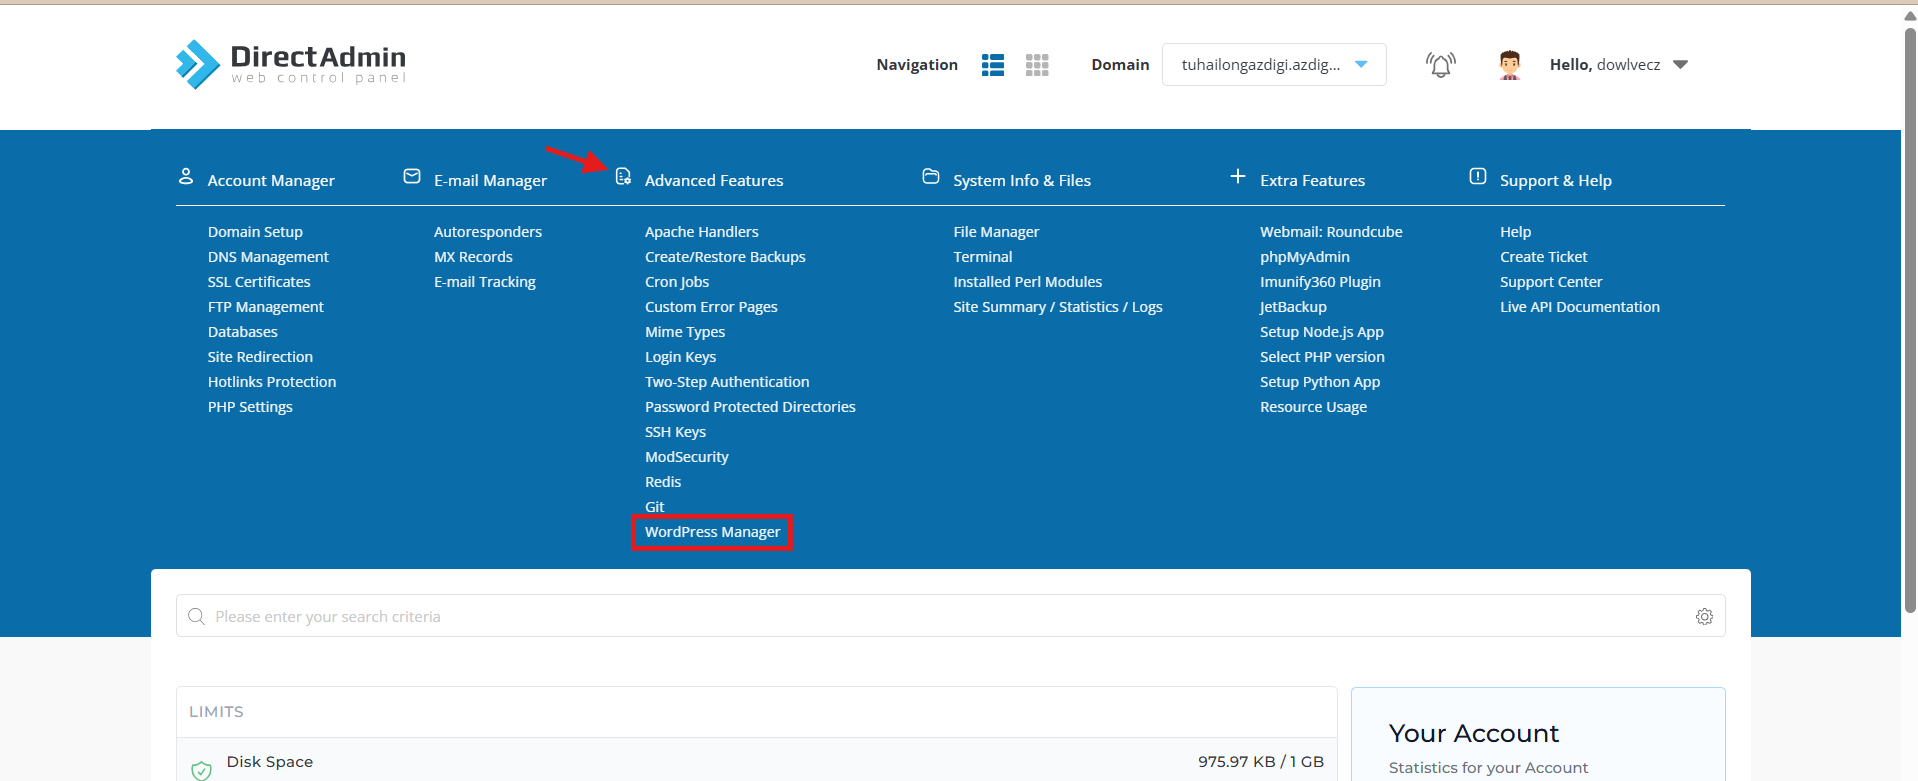 DirectAdmin
web control panel
Navigation
Domain
tuhailongazdigi.azdig...
Hello, dowlvecz
Account Manager
Domain Setup
DNS Management
SSL Certificates
FTP Management
Databases
Site Redirection
Hotlinks Protection
PHP Settings
E-mail Manager
Autoresponders
MX Records
E-mail Tracking
Advanced Features
Apache Handlers
Create/Restore Backups
Cron Jobs
Custom Error Pages
Mime Types
Login Keys
Two-Step Authentication
Password Protected Directories
SSH Keys
ModSecurity
Redis
Git
WordPress Manager
System Info & Files
File Manager
Terminal
Installed Perl Modules
Site Summary / Statistics / Logs
Extra Features
Webmail: Roundcube
phpMyAdmin
Imunify360 Plugin
JetBackup
Setup Node.js App
Select PHP version
Setup Python App
Resource Usage
Support & Help
Help
Create Ticket
Support Center
Live API Documentation
Please enter your search criteria
LIMITS
Disk Space
975.97 KB / 1 GB
Your Account
Statistics for your Account